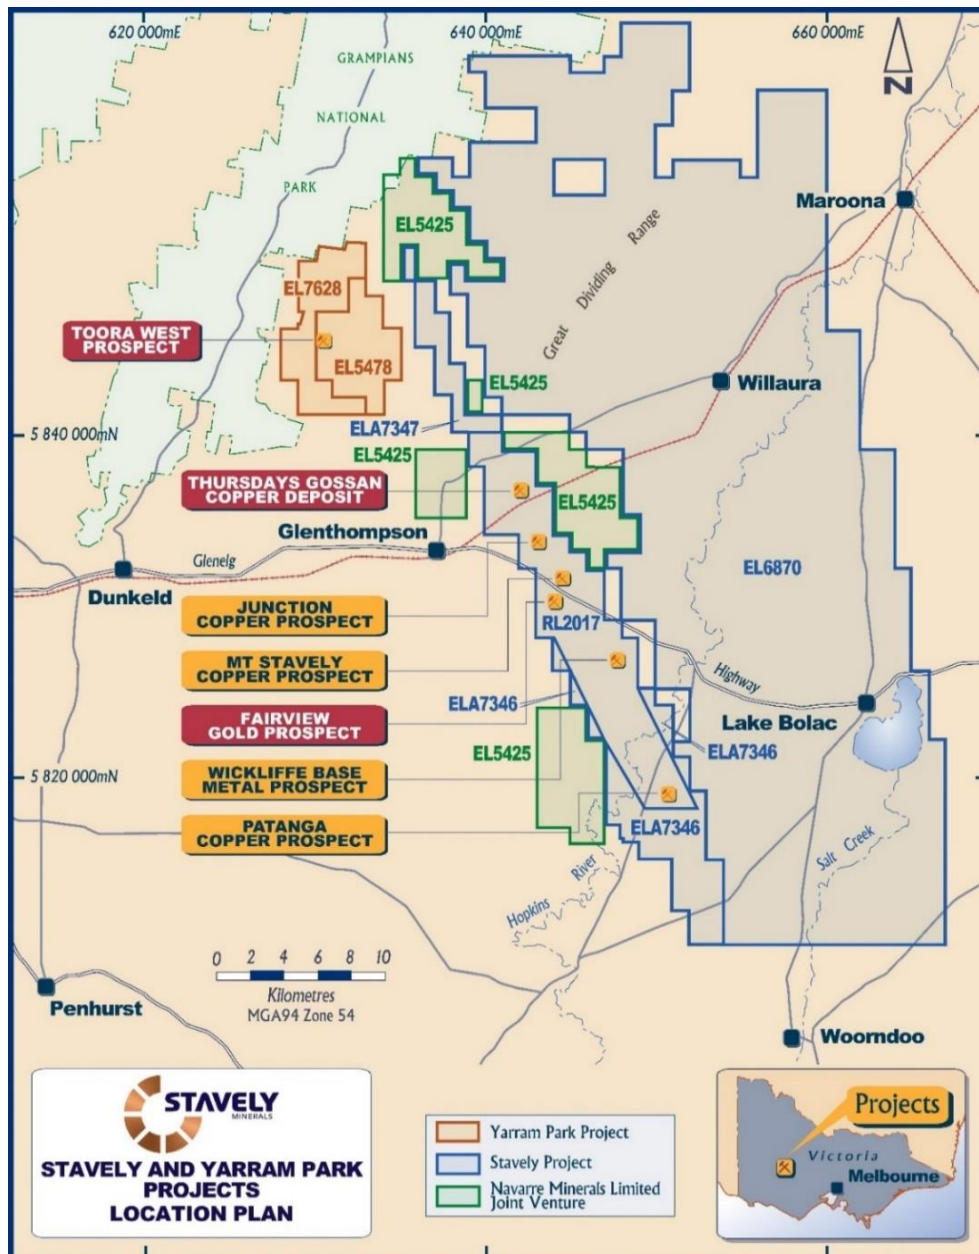 620 000mE
640 000mE
660 000mE
N
GRAMPIANS
NATIONAL
PARK
Maroona
EL5425
Great Dividing Range
EL7628
TOORA WEST
PROSPECT
EL5478
EL5425
Willaura
ELA7347
5 840 000mN
EL5425
THURSDAYS GOSSAN
COPPER DEPOSIT
EL5425
Glenthompson
Glenelg
EL6870
Dunkeld
JUNCTION
COPPER PROSPECT
RL2017
MT STAVELY
COPPER PROSPECT
Highway
ELA7346
Lake Bolac
FAIRVIEW
GOLD PROSPECT
EL5425
ELA7346
WICKLIFFE BASE
METAL PROSPECT
5 820 000mN
PATANGA
COPPER PROSPECT
ELA7346
Salt Creek
Hopkins River
0 2 4 6 8 10
Kilometres
MGA94 Zone 54
Penhurst
Woorndoo
STAVELY
MINERALS
STAVELY AND YARRAM PARK
PROJECTS
LOCATION PLAN
Yarram Park Project
Stavely Project
Navarre Minerals Limited
Joint Venture
Projects
Victoria
Melbourne